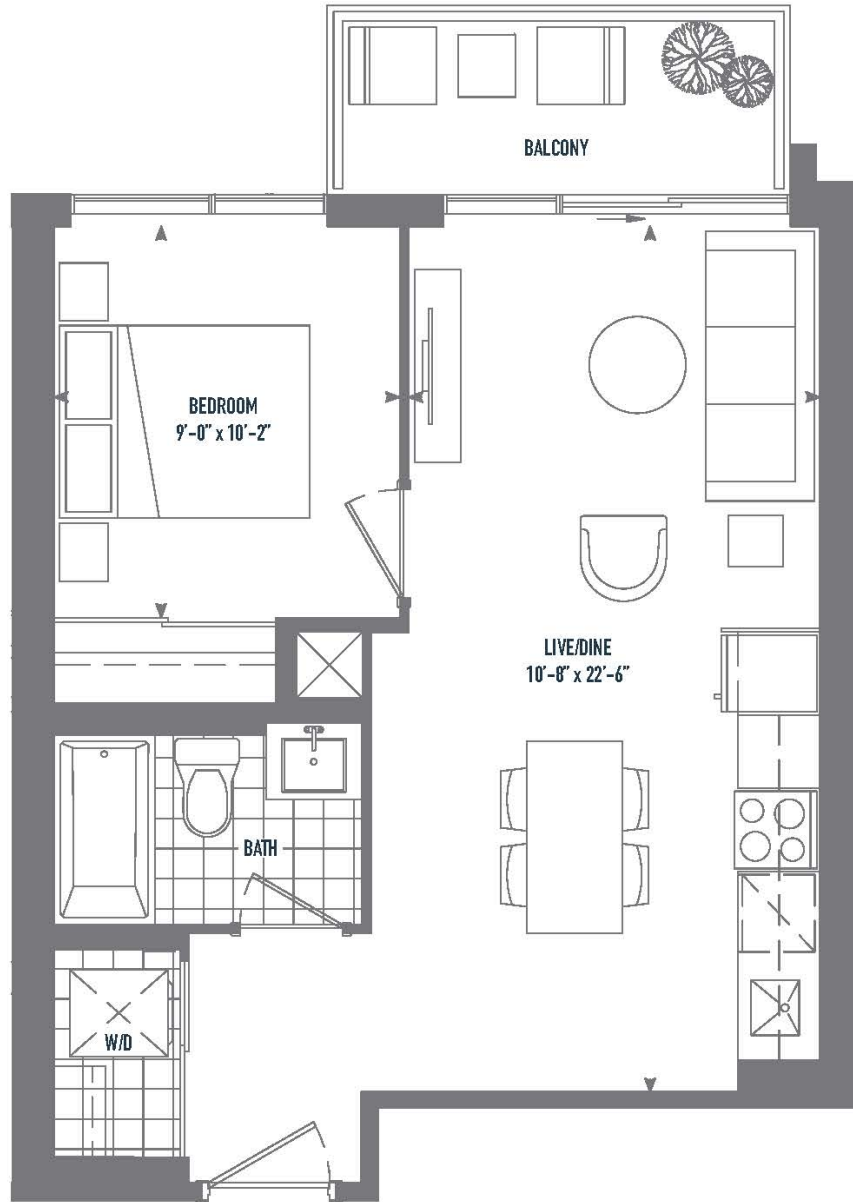 BALCONY
BEDROOM
9'-0" x 10'-2"
LIVE/DINE
10'-8" x 22'-6"
BATH
W/D